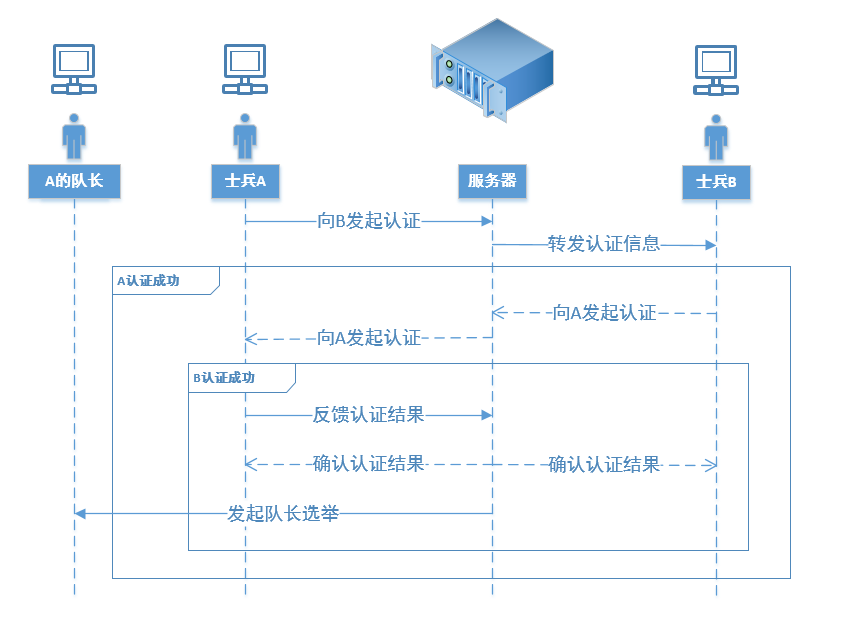 A的队长
士兵A
服务器
士兵B
向B发起认证
转发认证信息
A认证成功
向A发起认证
向A发起认证
B认证成功
反馈认证结果
确认认证结果
确认认证结果
发起队长选举